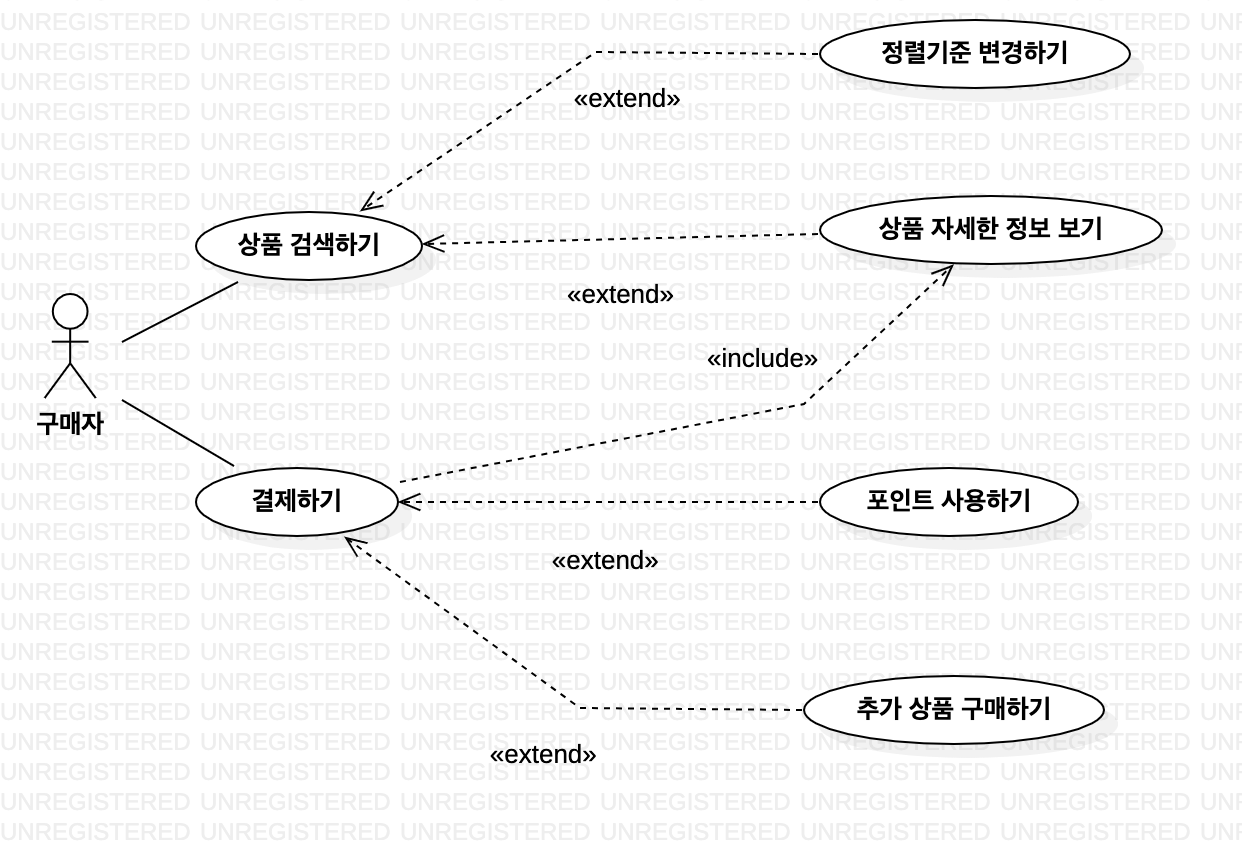 정렬기준 변경하기
«extend»
상품 검색하기
상품 자세한 정보 보기
«extend»
«include»
구매자
결제하기
포인트 사용하기
«extend»
추가 상품 구매하기
«extend»
UNREGISTERED